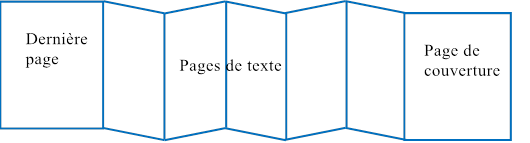 Dernière
page
Pages de texte
Page de
couverture